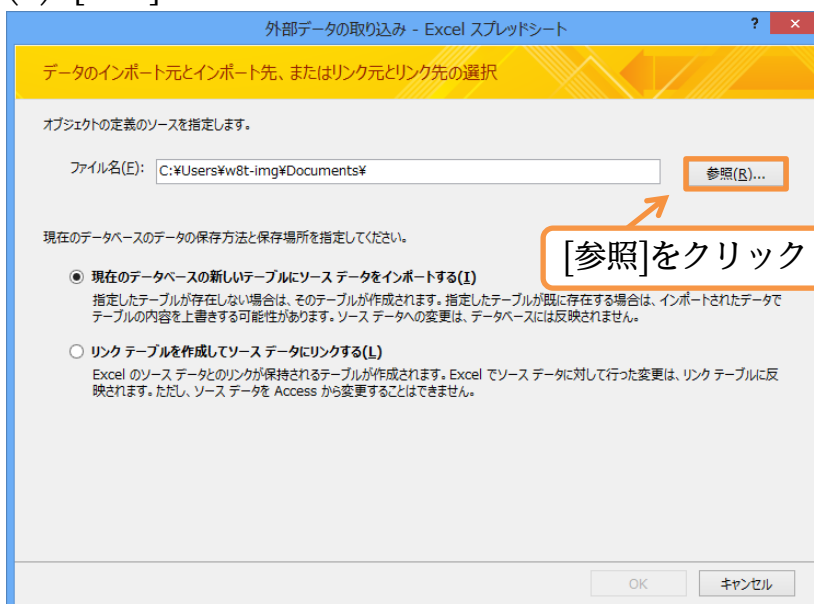 外部データの取り込み - Excel スプレッドシート
? ×
データのインポート元とインポート先、またはリンク元とリンク先の選択
オブジェクトの定義のソースを指定します。
ファイル名(F): C:¥Users¥w8t-img¥Documents¥ 参照(R)...
現在のデータベースのデータの保存方法と保存場所を指定してください。
[参照]をクリック
現在のデータベースの新しいテーブルにソース データをインポートする(I)
指定したテーブルが存在しない場合は、そのテーブルが作成されます。指定したテーブルが既に存在する場合は、インポートされたデータで
テーブルの内容を上書きする可能性があります。ソース データへの変更は、データベースには反映されません。
リンク テーブルを作成してソース データにリンクする(L)
Excel のソース データとのリンクが保持されるテーブルが作成されます。Excel でソース データに対して行った変更は、リンク テーブルに反
映されます。ただし、ソース データを Access から変更することはできません。
OK キャンセル